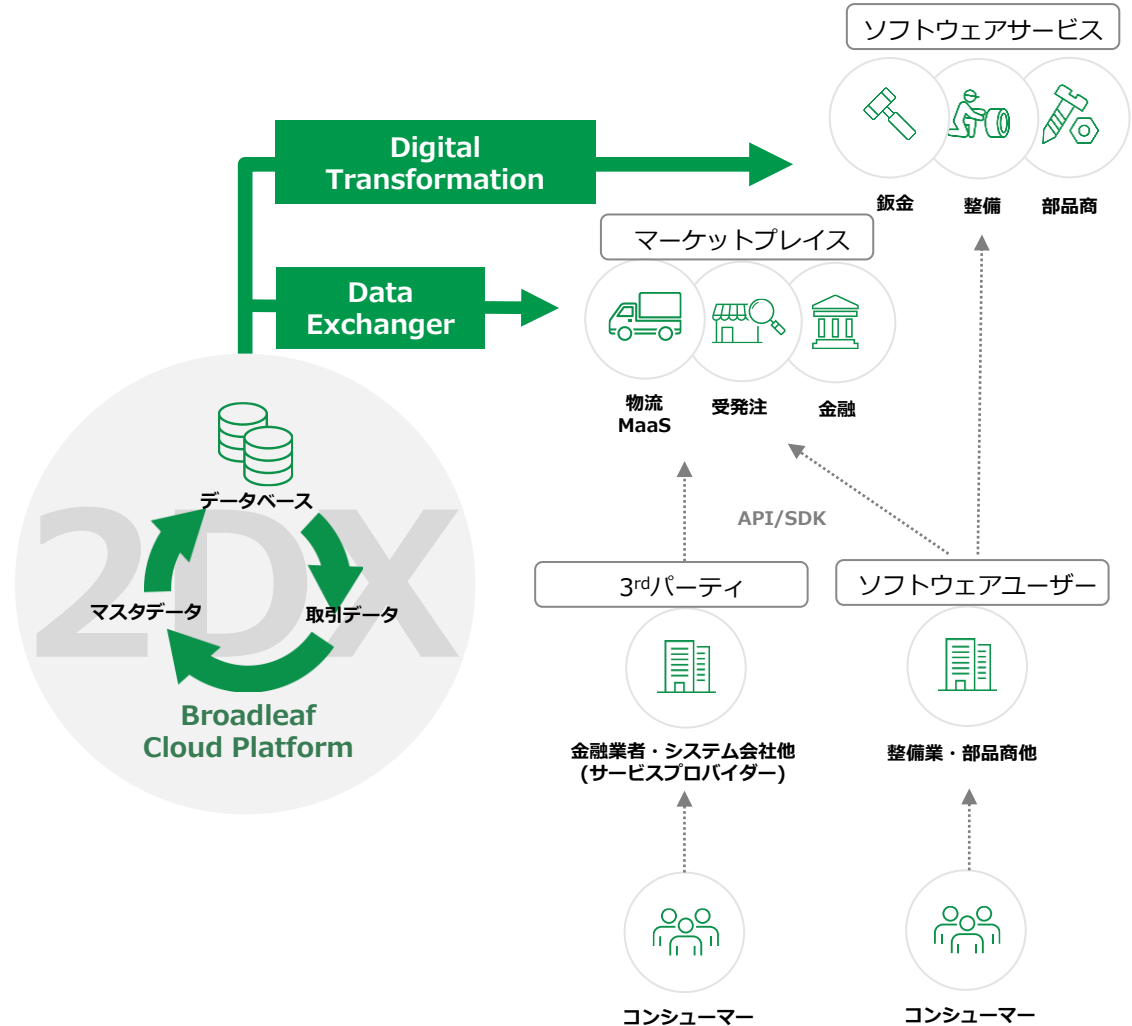 ソフトウェアサービス
鈑金
整備
部品商
Digital
Transformation
マーケットプレイス
Data
Exchanger
物流
MaaS
受発注
金融
2DX
データベース
マスタデータ
取引データ
Broadleaf
Cloud Platform
API/SDK
3rdパーティ
ソフトウェアユーザー
金融業者・システム会社他
(サービスプロバイダー)
整備業・部品商他
コンシューマー
コンシューマー